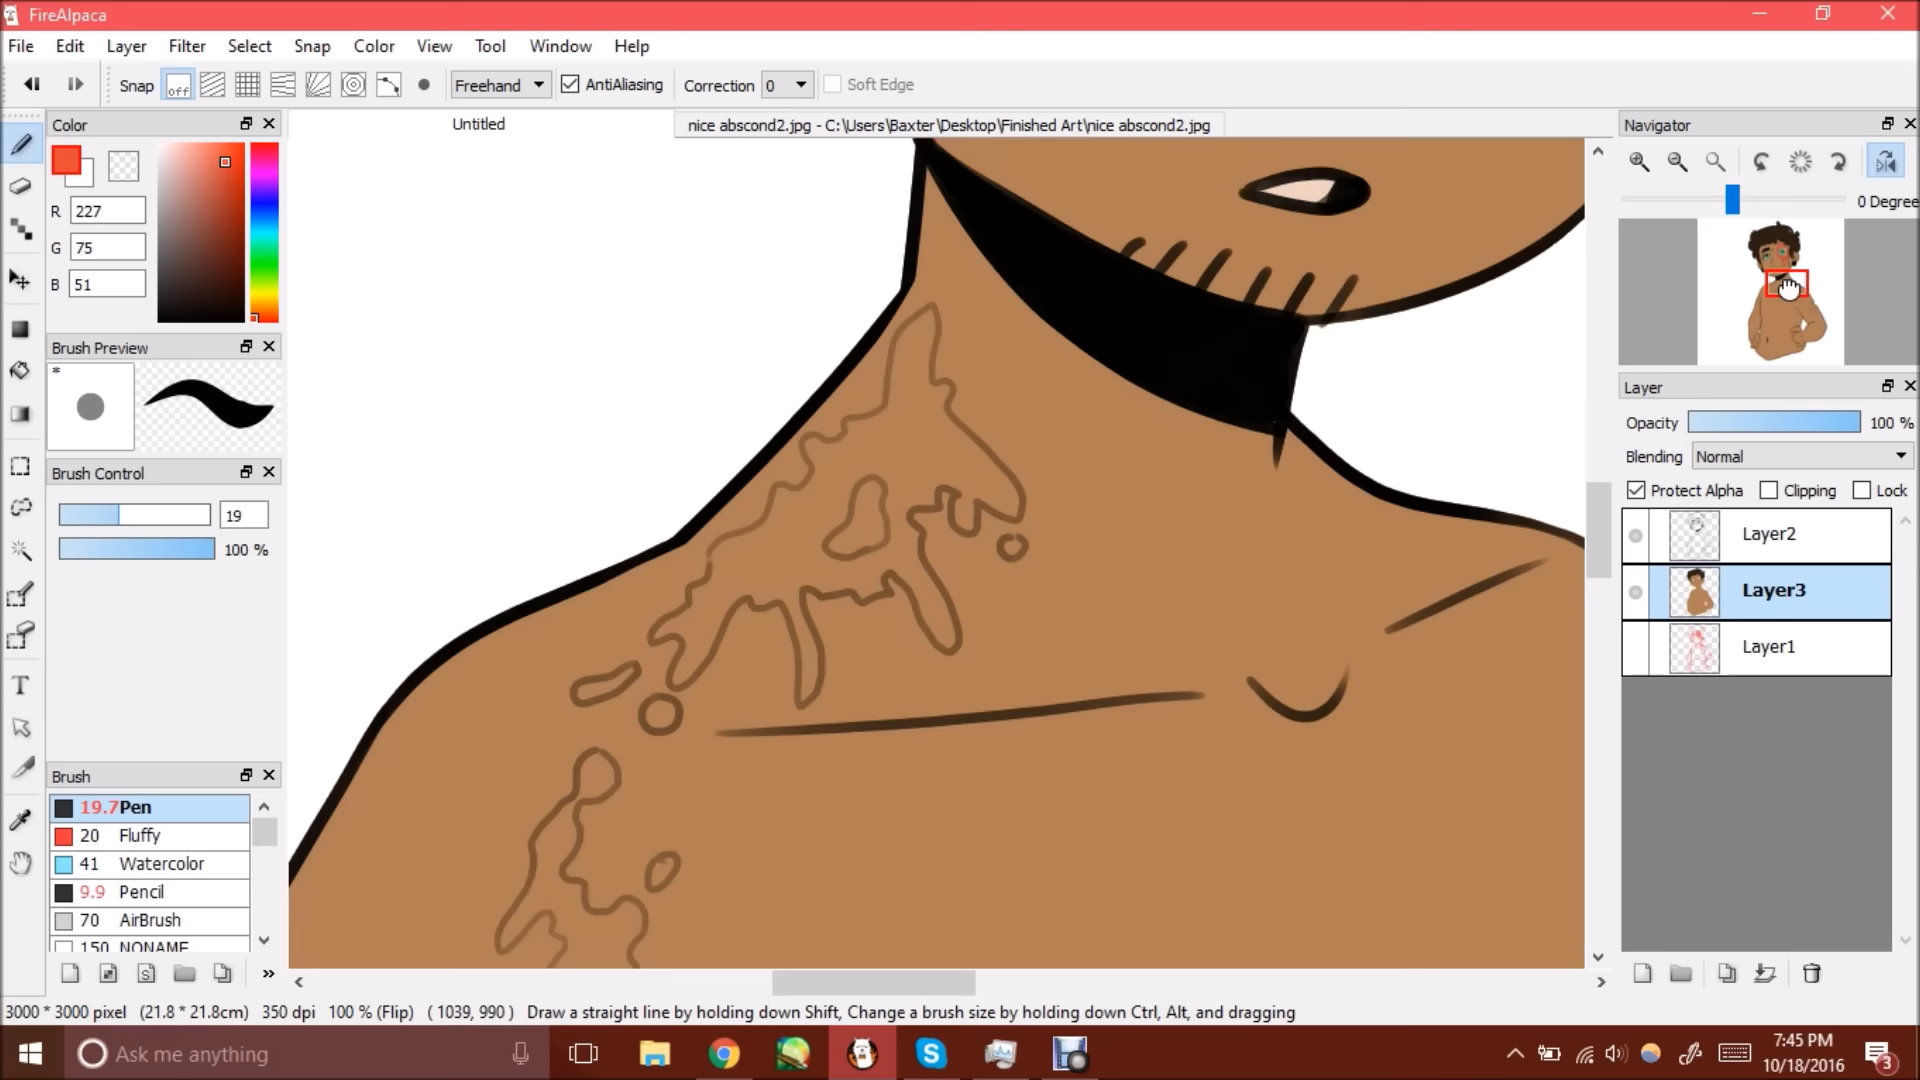 FireAlpaca
File Edit Layer Filter Select Snap Color View Tool Window Help
Snap off Freehand AntiAliasing Correction 0 Soft Edge
Color
Untitled
nice abscond2.jpg - C:\Users\Baxter\Desktop\Finished Art\nice abscond2.jpg
Navigator
R 227
G 75
B 51
0 Degree
Brush Preview
*
Layer
Opacity 100 %
Blending Normal
Protect Alpha Clipping Lock
Brush Control
19
100 %
Layer2
Layer3
Layer1
T
Brush
19.7 Pen
20 Fluffy
41 Watercolor
9.9 Pencil
70 AirBrush
150 NONAME
S
3000 * 3000 pixel (21.8 * 21.8cm) 350 dpi 100 % (Flip) ( 1039, 990 ) Draw a straight line by holding down Shift, Change a brush size by holding down Ctrl, Alt, and dragging
Ask me anything
7:45 PM
10/18/2016
3